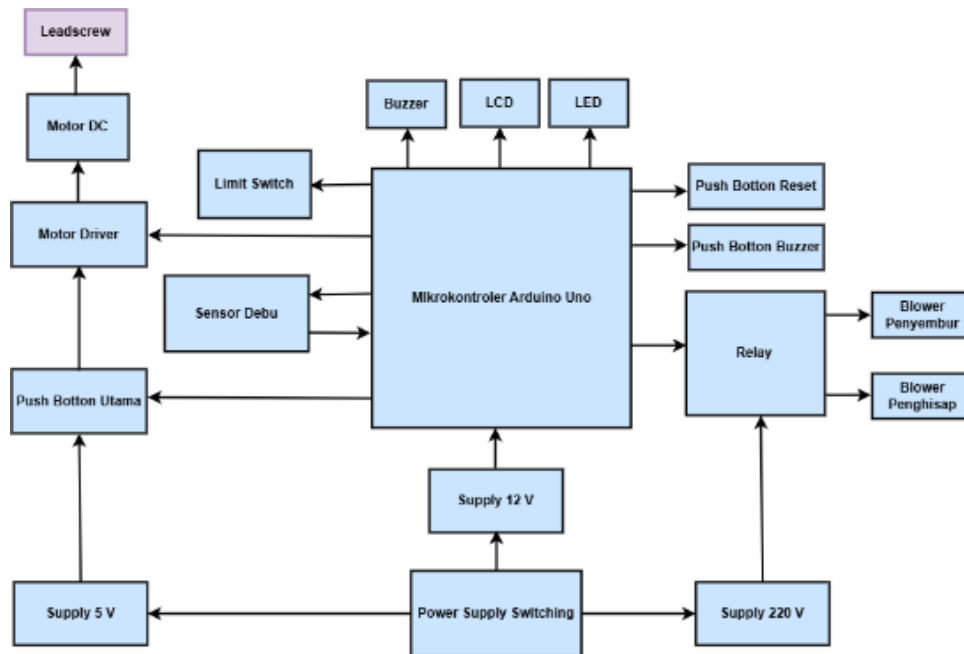 Leadscrew
Buzzer
LCD
LED
Motor DC
Limit Switch
Push Botton Reset
Motor Driver
Push Botton Buzzer
Sensor Debu
MIkrokontroler Arduino Uno
Blower
Penyembur
Relay
Push Botton Utama
Blower
Penghisap
Supply 12 V
Supply 5 V
Power Supply Switching
Supply 220 V